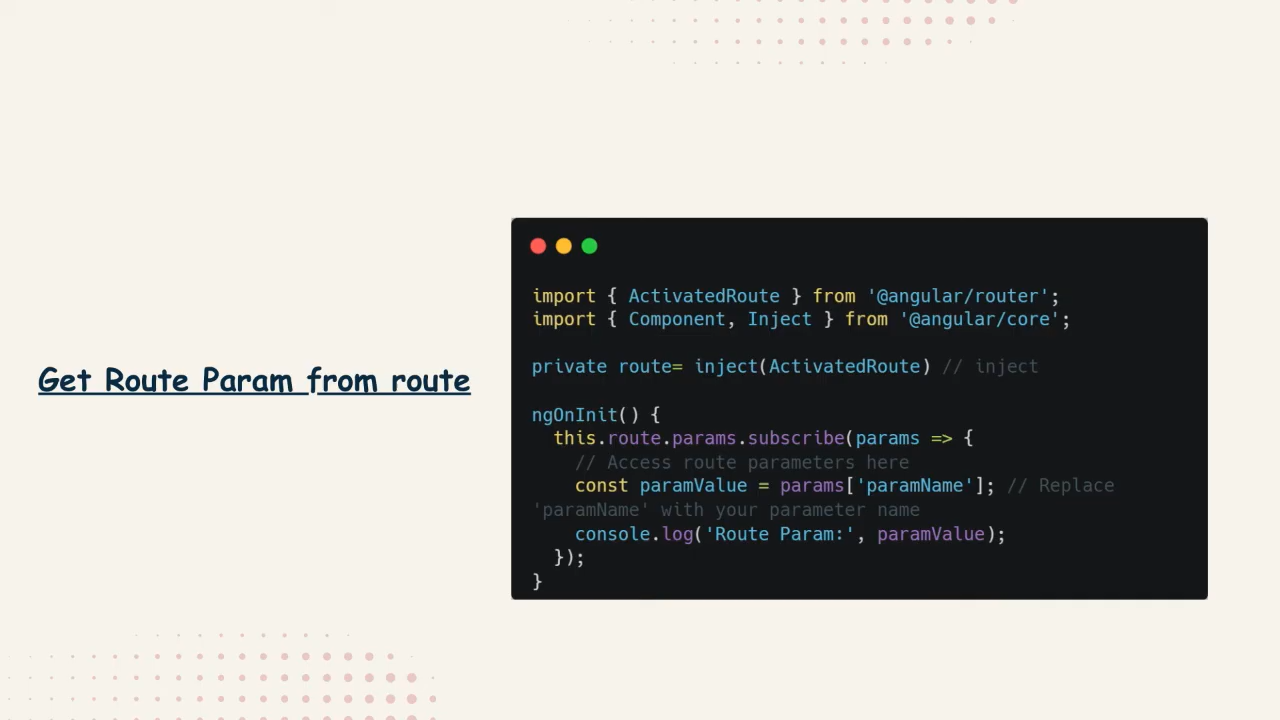 Get Route Param from route
import { ActivatedRoute } from '@angular/router';
import { Component, Inject } from '@angular/core';
private route= inject(ActivatedRoute) // inject
ngOnInit() {
  this.route.params.subscribe(params => {
    // Access route parameters here
    const paramValue = params['paramName']; // Replace
'paramName' with your parameter name
    console.log('Route Param:', paramValue);
  });
}